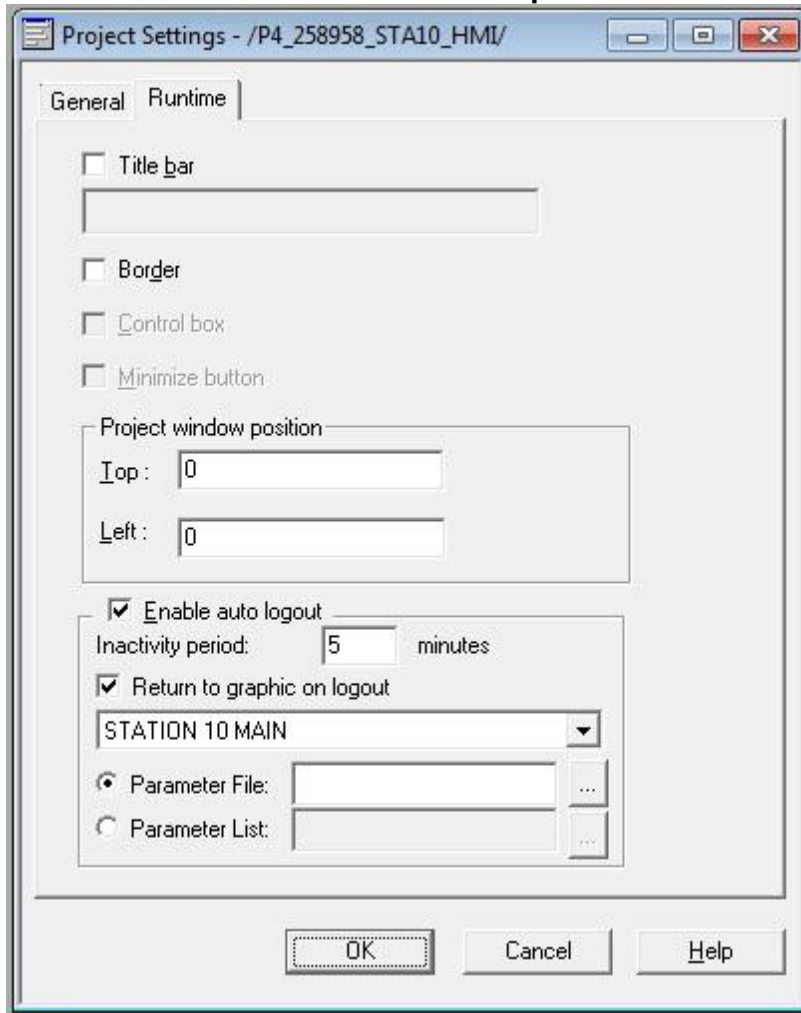 Project Settings - /P4_258958_STA10_HMI/
General Runtime
Title bar
Border
Control box
Minimize button
Project window position
Top : 0
Left : 0
Enable auto logout
Inactivity period: 5 minutes
Return to graphic on logout
STATION 10 MAIN
Parameter File: ...
Parameter List: ...
OK Cancel Help